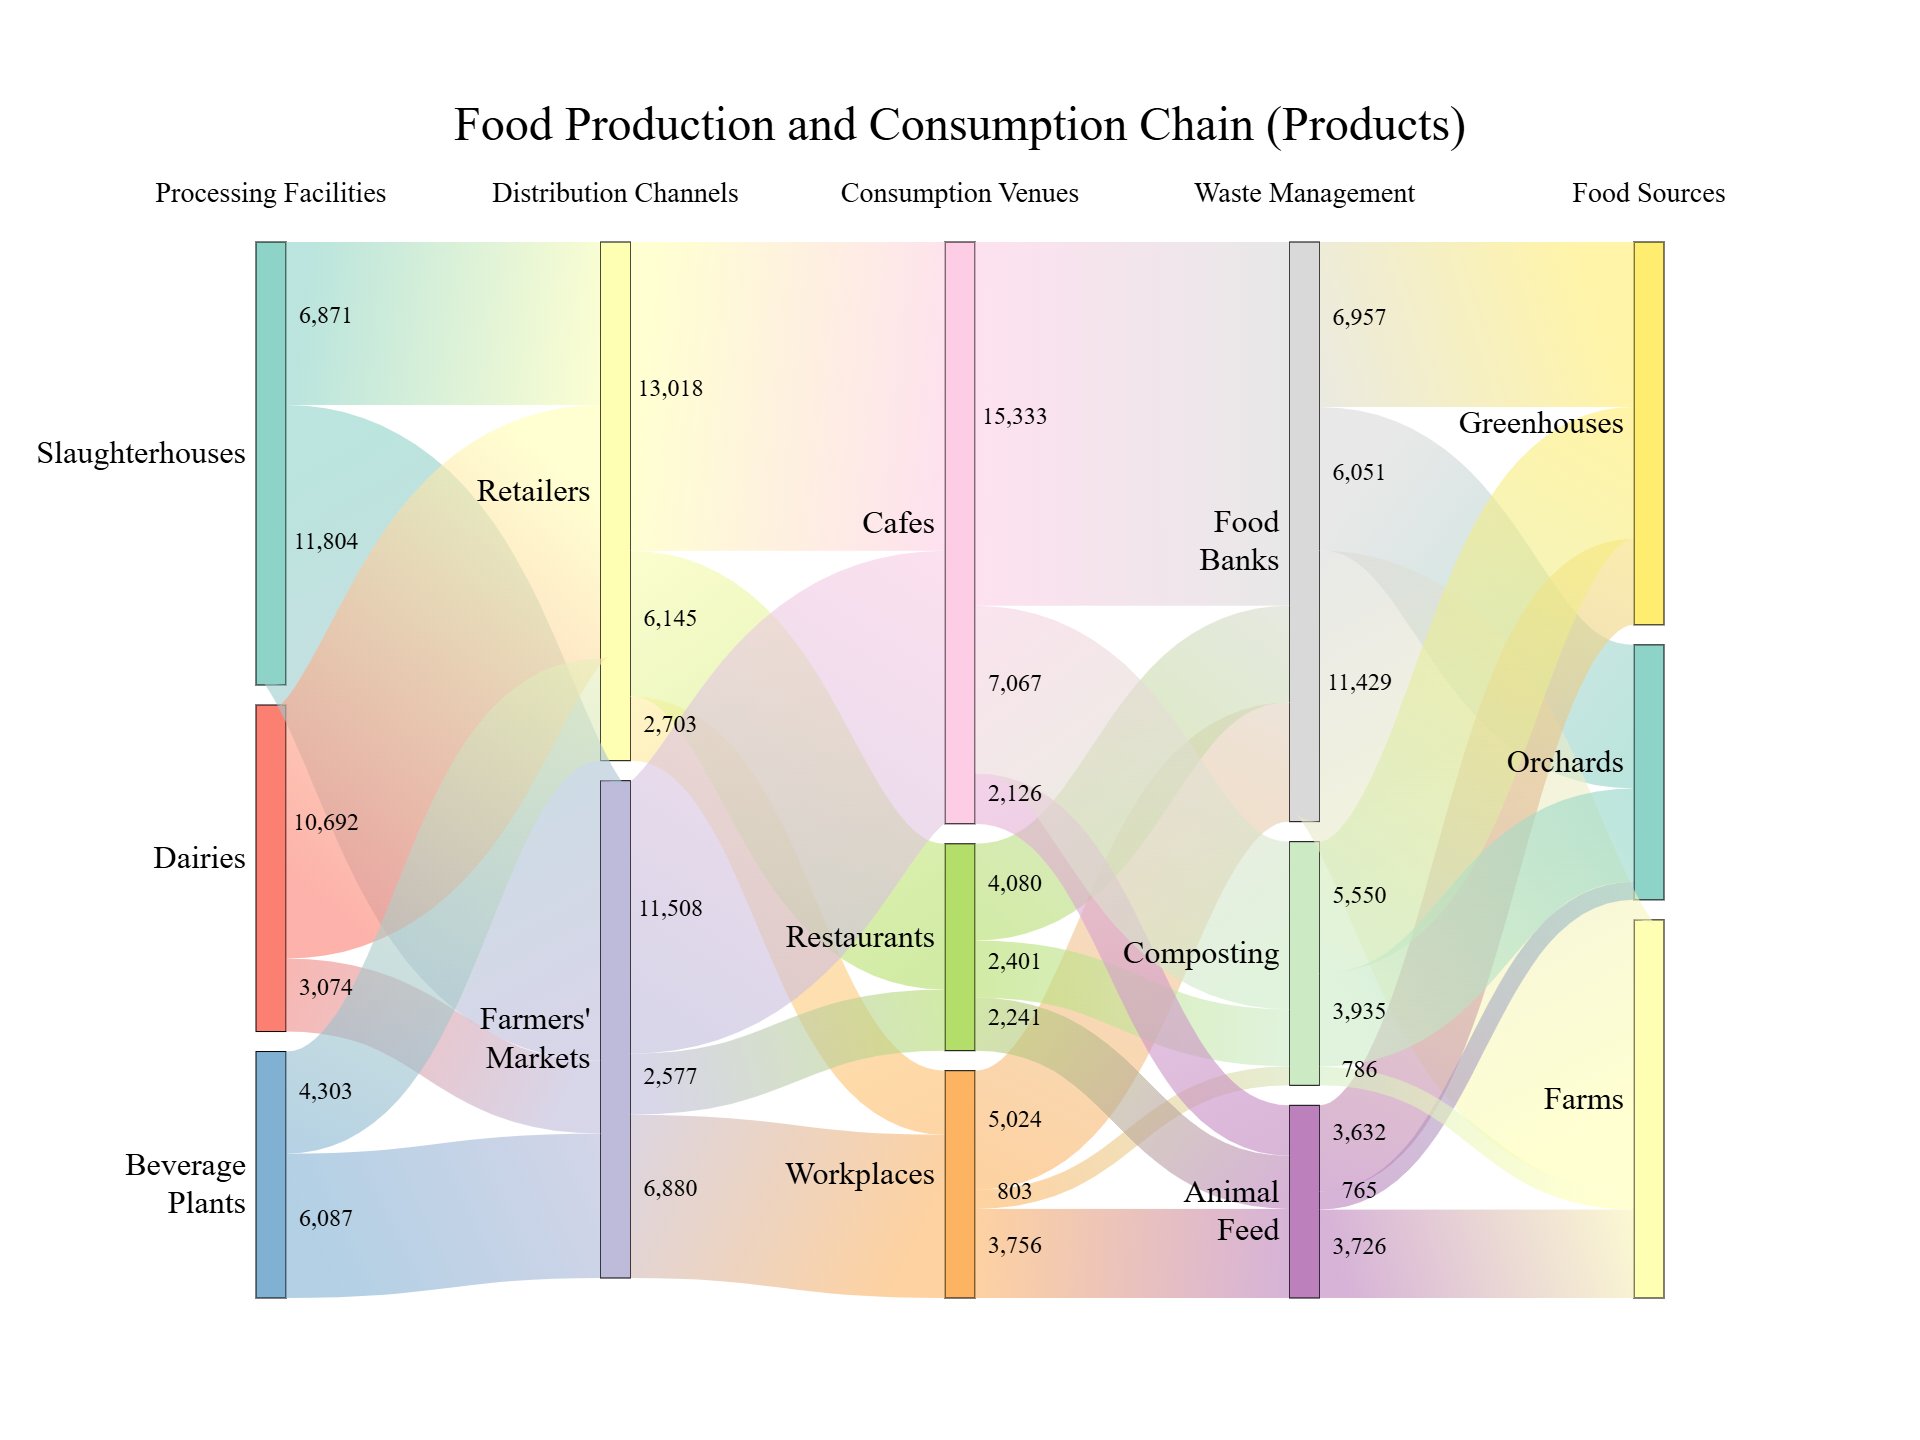 Food Production and Consumption Chain (Products)
Processing Facilities
Distribution Channels
Consumption Venues
Waste Management
Food Sources
Slaughterhouses
6,871
11,804
Dairies
10,692
3,074
Beverage
Plants
4,303
6,087
Retailers
13,018
6,145
2,703
Farmers'
Markets
11,508
2,577
6,880
Cafes
15,333
7,067
2,126
Restaurants
4,080
2,401
2,241
Workplaces
5,024
803
3,756
Food
Banks
6,957
6,051
11,429
Composting
5,550
3,935
786
Animal
Feed
3,632
765
3,726
Greenhouses
Orchards
Farms